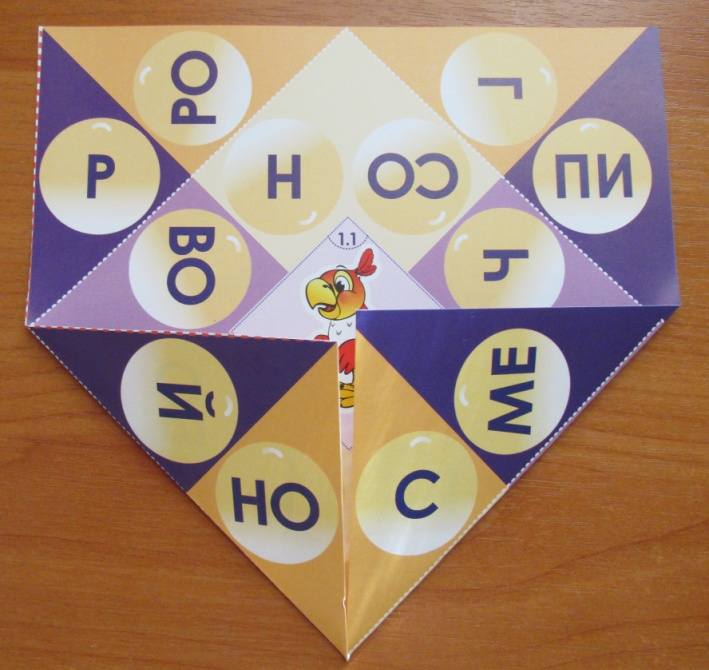 РО
Г
Р
Н
СО
ПИ
ВО
1.1
Ч
Й
МЕ
НО
С